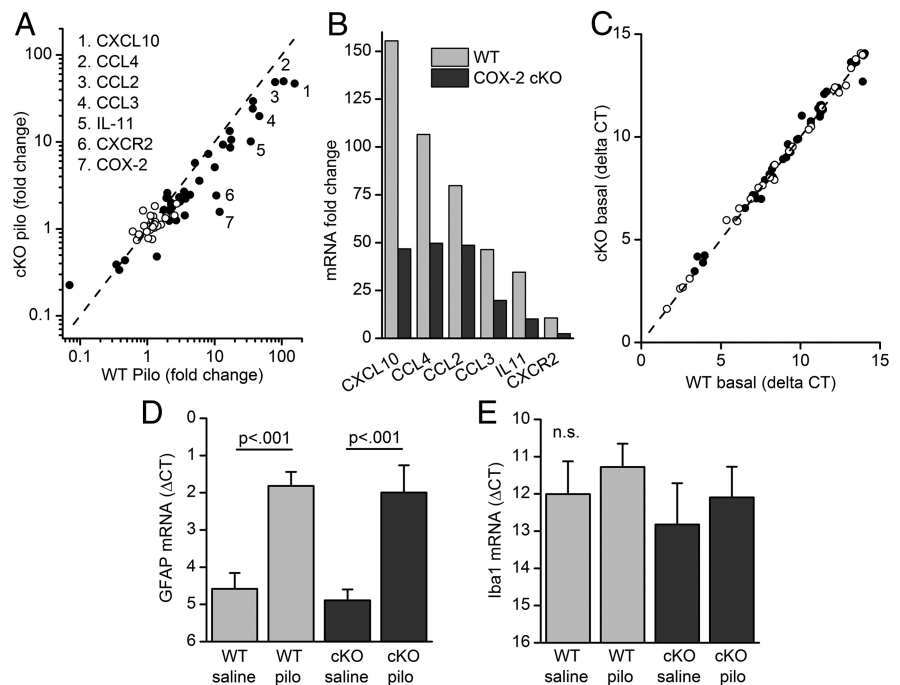 A
1. CXCL10
2. CCL4
3. CCL2
4. CCL3
5. IL-11
6. CXCR2
7. COX-2
2
3
1
4
5
6
7
100
10
1
0.1
cKO pilo (fold change)
0.1 1 10 100
WT Pilo (fold change)
B
WT
COX-2 cKO
150
125
100
75
50
25
0
mRNA fold change
CXCL10
CCL4
CCL2
CCL3
IL11
CXCR2
C
15
10
5
0
cKO basal (delta CT)
0 5 10 15
WT basal (delta CT)
D
0
1
2
3
4
5
6
GFAP mRNA (ΔCT)
p<.001 p<.001
WT saline
WT pilo
cKO saline
cKO pilo
E
10
11
12
13
14
15
16
Iba1 mRNA (ΔCT)
n.s.
WT saline
WT pilo
cKO saline
cKO pilo